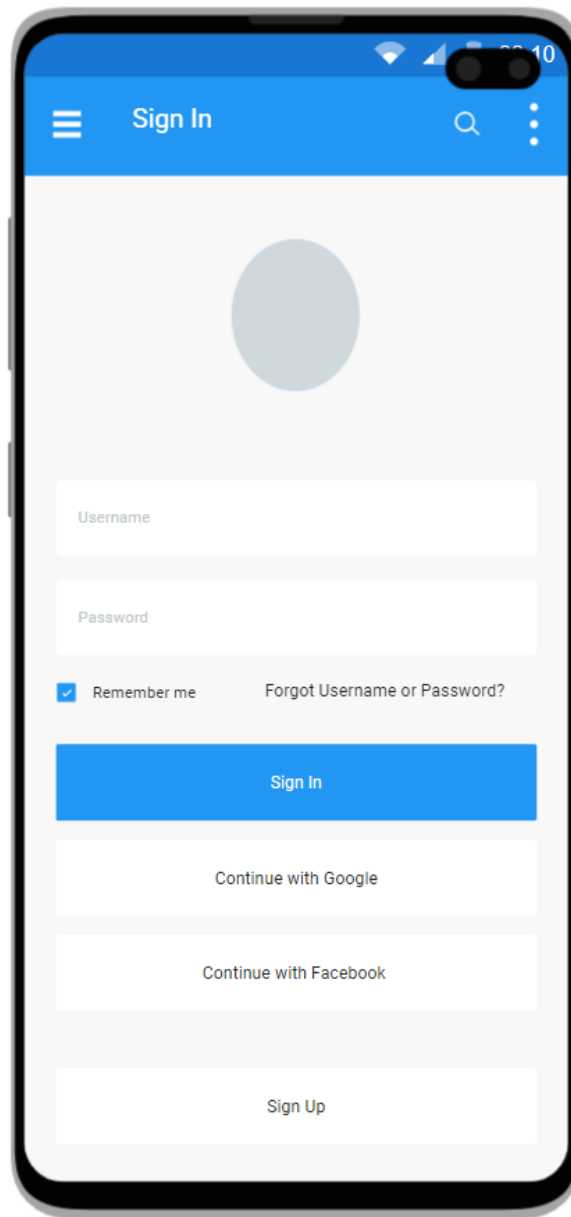 Sign In
Username
Password
Remember me Forgot Username or Password?
Sign In
Continue with Google
Continue with Facebook
Sign Up